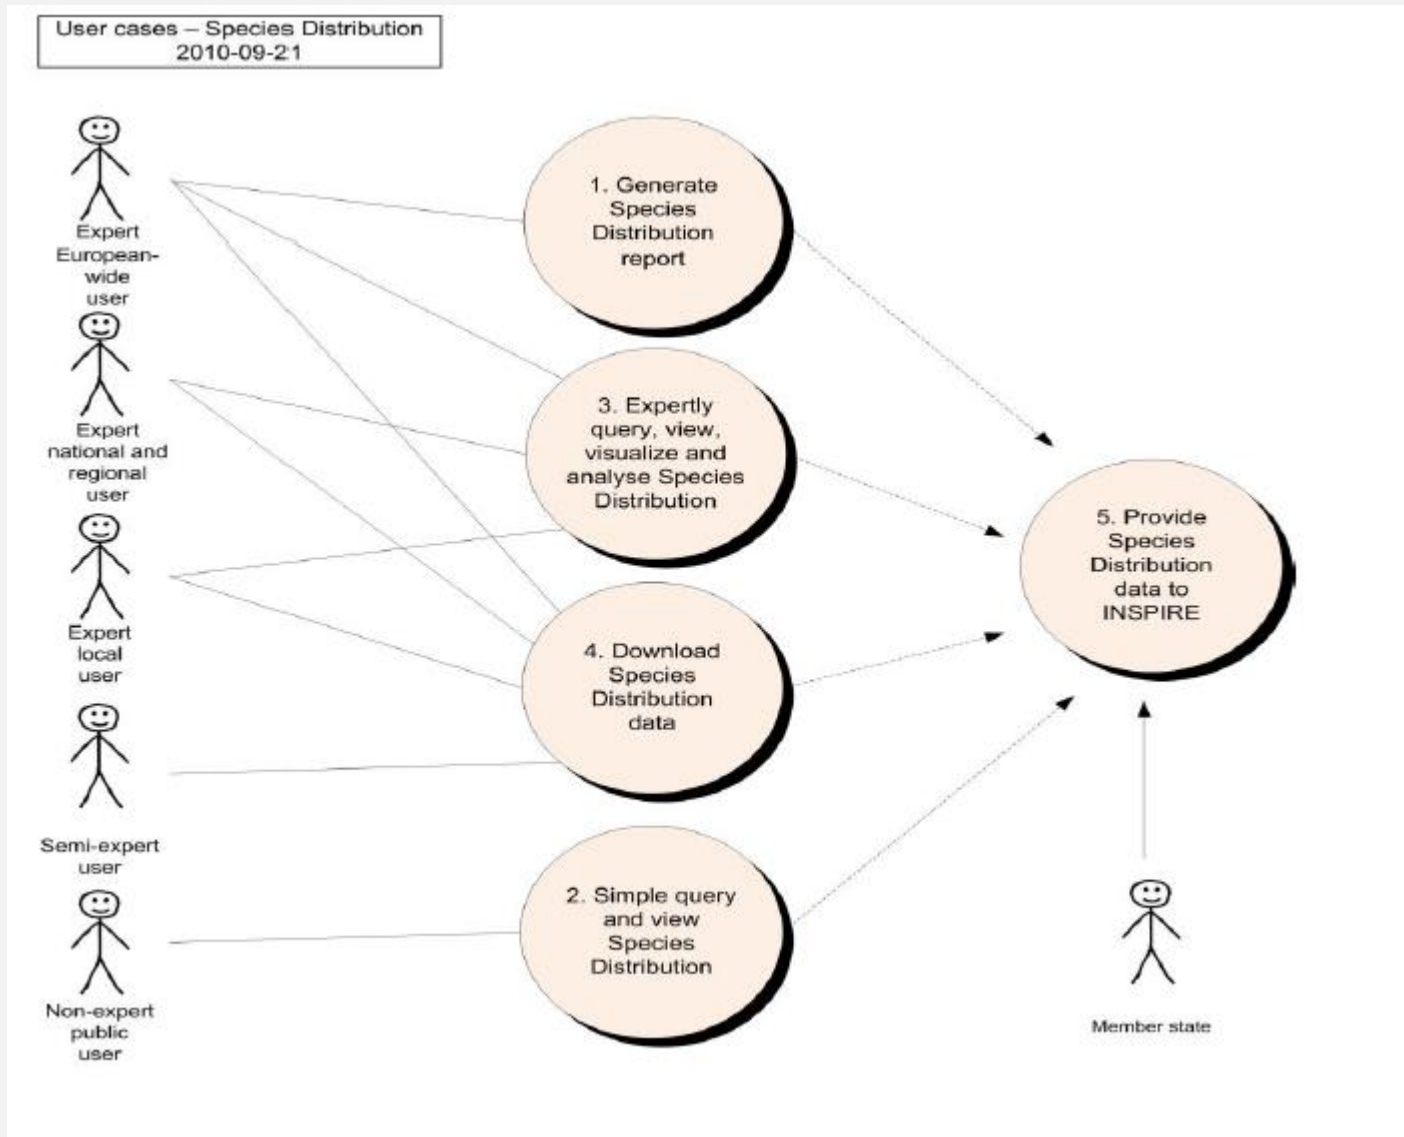 User cases – Species Distribution
2010-09-21
Expert
European-
wide
user
Expert
national and
regional
user
Expert
local
user
Semi-expert
user
Non-expert
public
user
1. Generate
Species
Distribution
report
3. Expertly
query, view,
visualize and
analyse Species
Distribution
4. Download
Species
Distribution
data
2. Simple query
and view
Species
Distribution
5. Provide
Species
Distribution
data to
INSPIRE
Member state